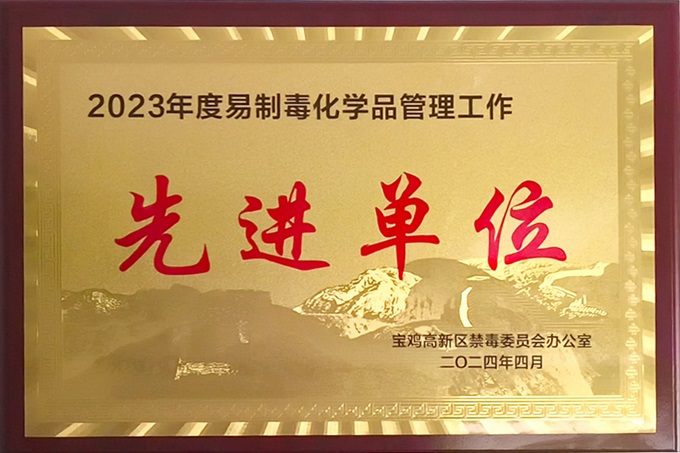 2023年度易制毒化学品管理工作
先进单位
宝鸡高新区禁毒委员会办公室
二〇二四年四月